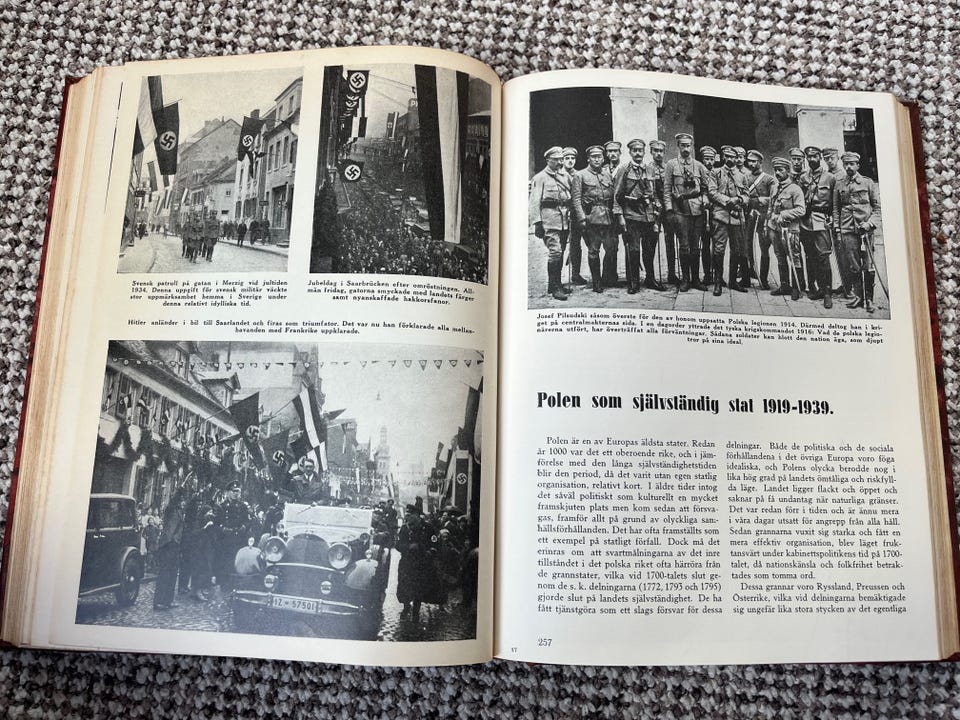 Svensk patroll på gatan i Merzig vid jultiden
1934. Denna uppgift för svensk militär väckte
stor uppmärksamhet hemma i Sverige under
denna relativt idylliska tid.
Jubeldag i Saarbrücken efter omröstningen. All-
män fridag, gatorna smyckade med landets färger
samt nyanskaffade hakkorsfanor.
Hitler anländer i bil till Saarlandet och firas som triumfator. Det var nu han förklarade alla mellan-
havanden med Frankrike uppklarade.
IZ-57501
Josef Pilsudski såsom överste för den av honom uppsatta Polska legionen 1914. Därmed deltog han i kri-
get på centralmakternas sida. I en dagorder yttrade det tyska krigskommandot 1916: Vad de polska legio-
närerna utfört, har överträffat alla förväntningar. Sådana soldater kan blott den nation äga, som djupt
tror på sina ideal.
Polen som självständig stat 1919-1939.
Polen är en av Europas äldsta stater. Redan
år 1000 var det ett oberoende rike, och i jäm-
förelse med den långa självständighetstiden
blir den period, då det varit utan egen statlig
organisation, relativt kort. I äldre tider intog
det såväl politiskt som kulturellt en mycket
framskjuten plats men kom sedan att försva-
gas, framför allt på grund av olyckliga sam-
hällsförhållanden. Det har ofta framställts som
ett exempel på statligt förfall. Dock må det
erinras om att svartmålningarna av det inre
tillståndet i det polska riket ofta härröra från
de grannstater, vilka vid 1700-talets slut ge-
nom de s. k. delningarna (1772, 1793 och 1795)
gjorde slut på landets självständighet. De ha
fått tjänstgöra som ett slags försvar för dessa
delningar. Både de politiska och de sociala
förhållandena i det övriga Europa voro föga
idealiska, och Polens olycka berodde nog i
lika hög grad på landets ömtåliga och riskfyll-
da läge. Landet ligger flackt och öppet och
saknar på få undantag när naturliga gränser.
Det var redan förr i tiden och är ännu mera
i våra dagar utsatt för angrepp från alla håll.
Sedan grannarna vuxit sig starka och fått en
mera effektiv organisation, blev läget fruk-
tansvärt under kabinettspolitikens tid på 1700-
talet, då nationskänsla och folkfrihet betrak-
tades som tomma ord.
Dessa grannar voro Ryssland, Preussen och
Österrike, vilka vid delningarna bemäktigade
sig ungefär lika stora stycken av det egentliga
17
257